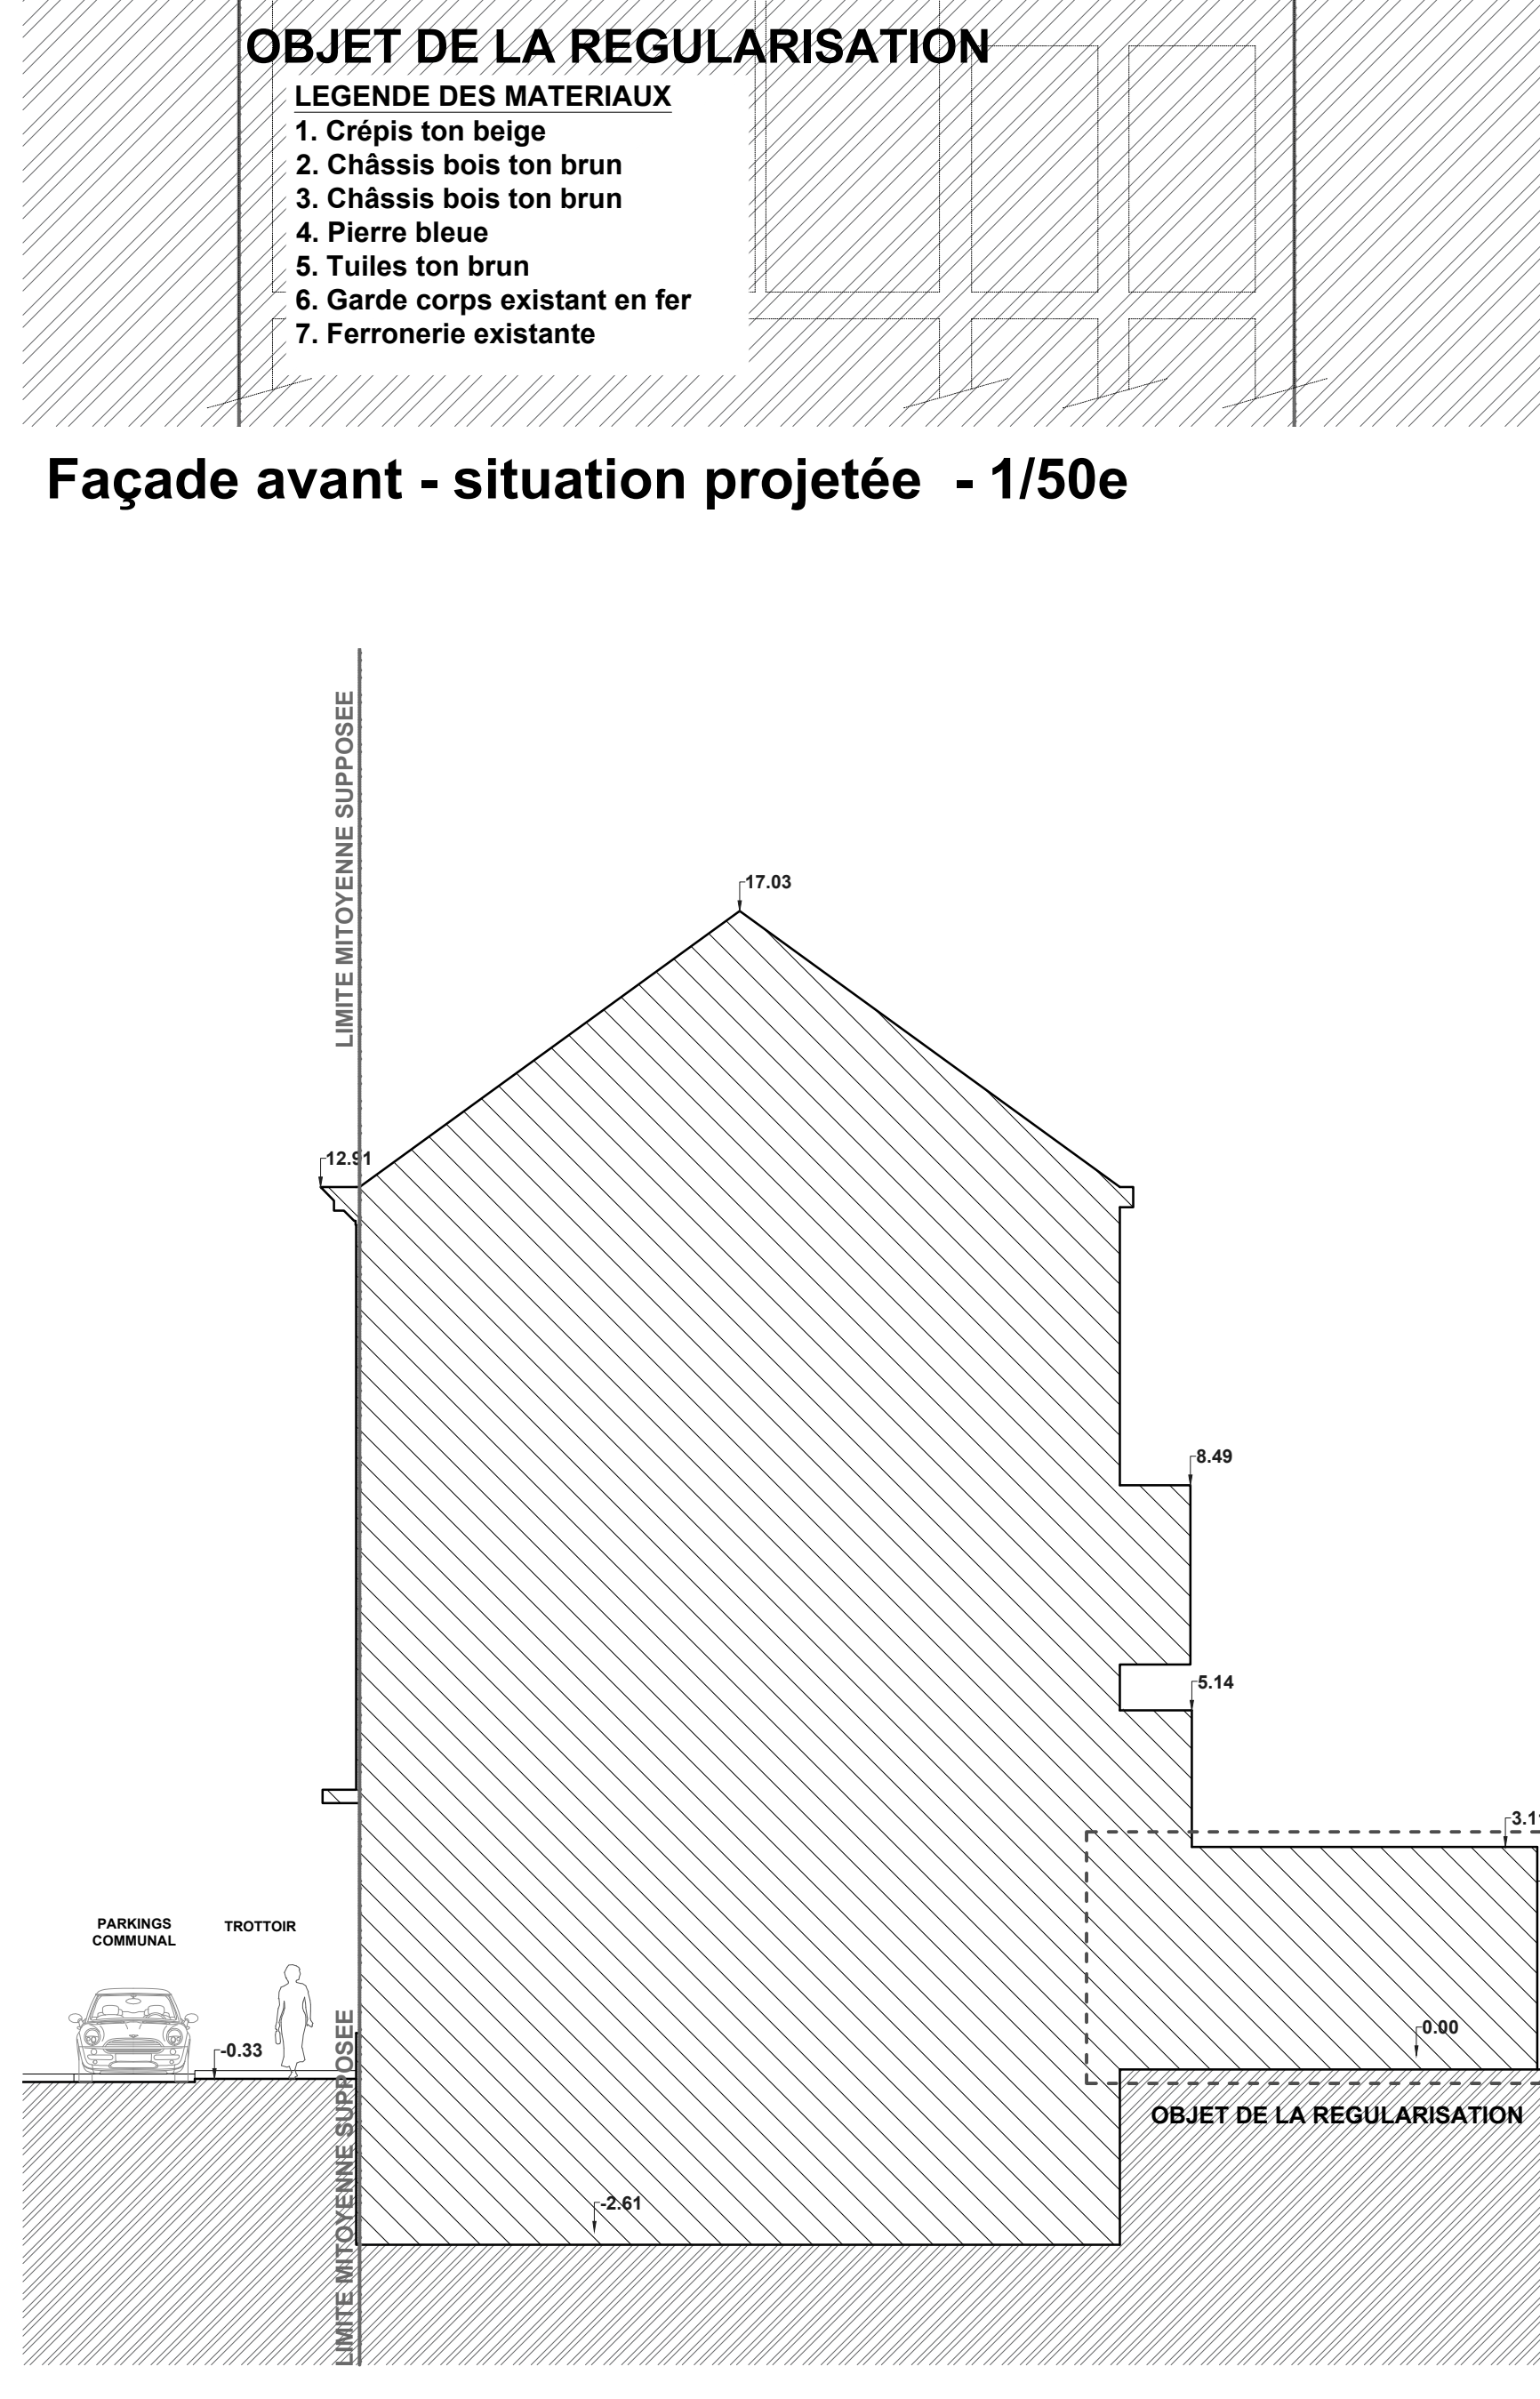 OBJET DE LA REGULARISATION
LEGENDE DES MATERIAUX
1. Crépis ton beige
2. Châssis bois ton brun
3. Châssis bois ton brun
4. Pierre bleue
5. Tuiles ton brun
6. Garde corps existant en fer
7. Ferronerie existante
Façade avant - situation projetée - 1/50e
LIMITE MITOYENNE SUPPOSEE
17.03
12.91
8.49
5.14
PARKINGS
COMMUNAL
TROTTOIR
-0.33
0.00
LIMITE MITOYENNE SUPPOSEE
OBJET DE LA REGULARISATION
-2.61